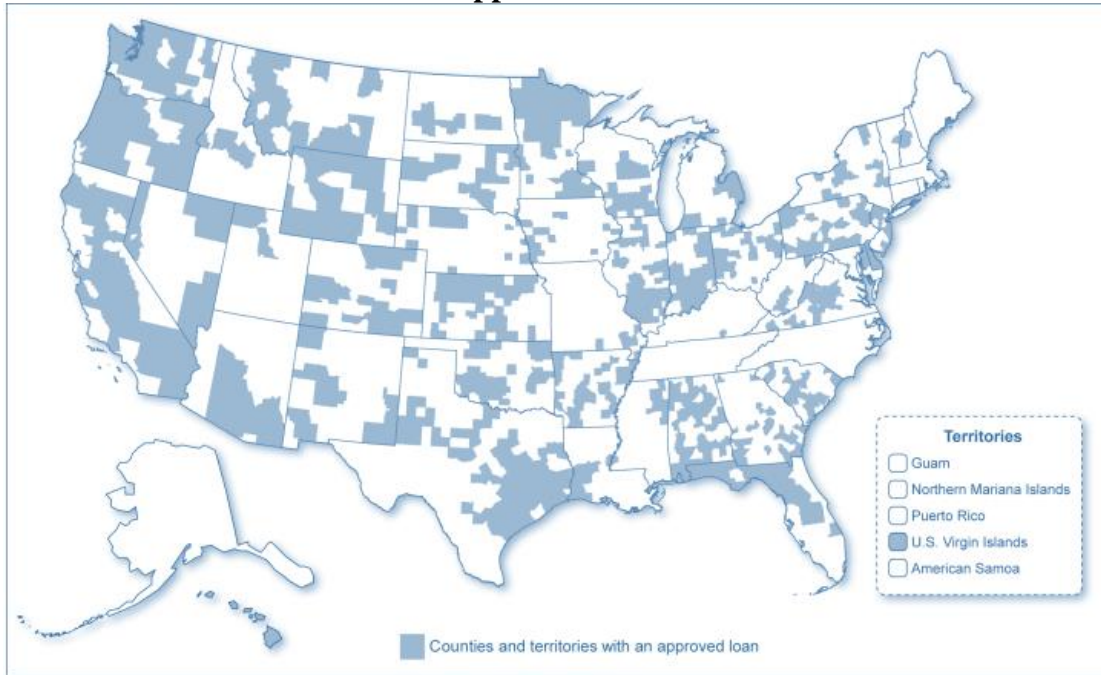 Territories
Guam
Northern Mariana Islands
Puerto Rico
U.S. Virgin Islands
American Samoa
Counties and territories with an approved loan